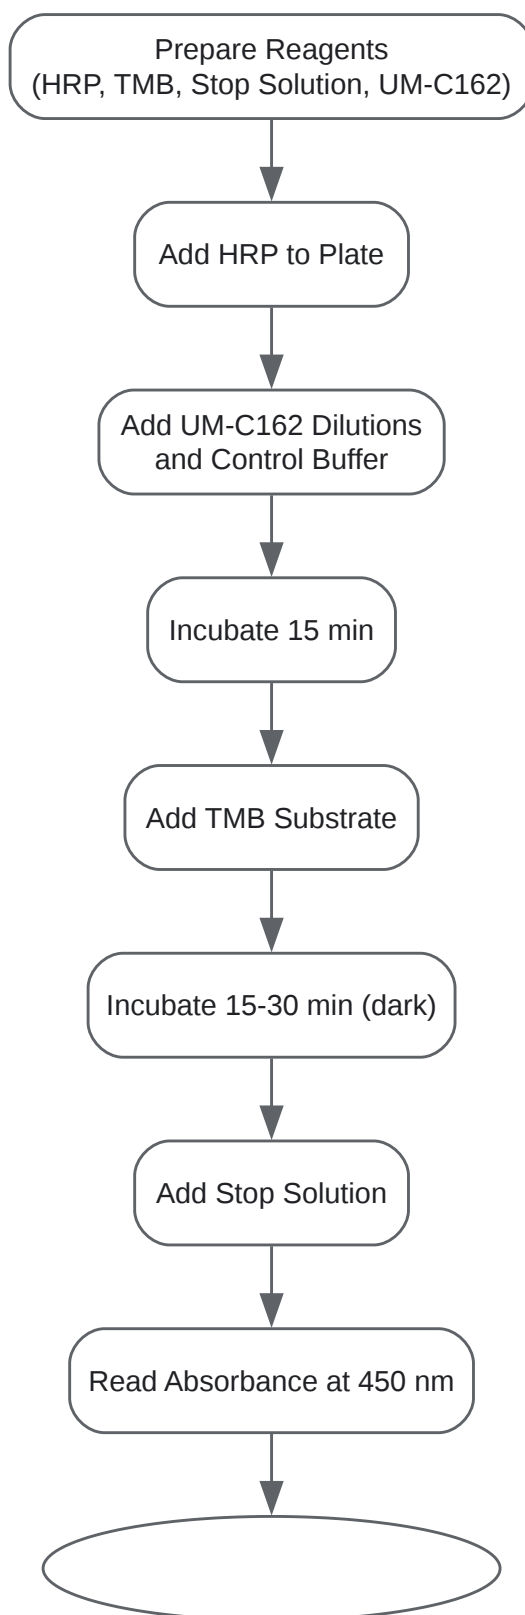 Prepare Reagents
(HRP, TMB, Stop Solution, UM-C162)
Add HRP to Plate
Add UM-C162 Dilutions
and Control Buffer
Incubate 15 min
Add TMB Substrate
Incubate 15-30 min (dark)
Add Stop Solution
Read Absorbance at 450 nm